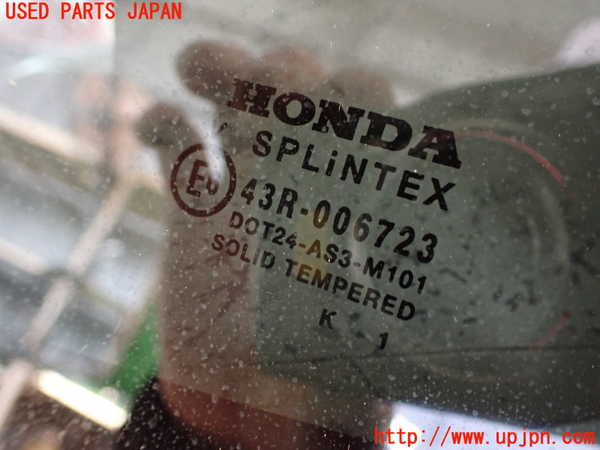 USED PARTS JAPAN
HONDA
SPLiNTEX
E6 43R-006723
DOT24-AS3-M101
SOLID TEMPERED
K 1
http://www.upjpn.com